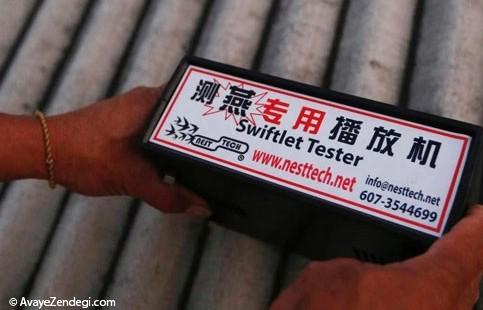 测燕专用播放机
Swiftlet Tester
NEST TECH ®
www.nesttech.net
info@nesttech.net
607-3544699
© AvayeZendegi.com